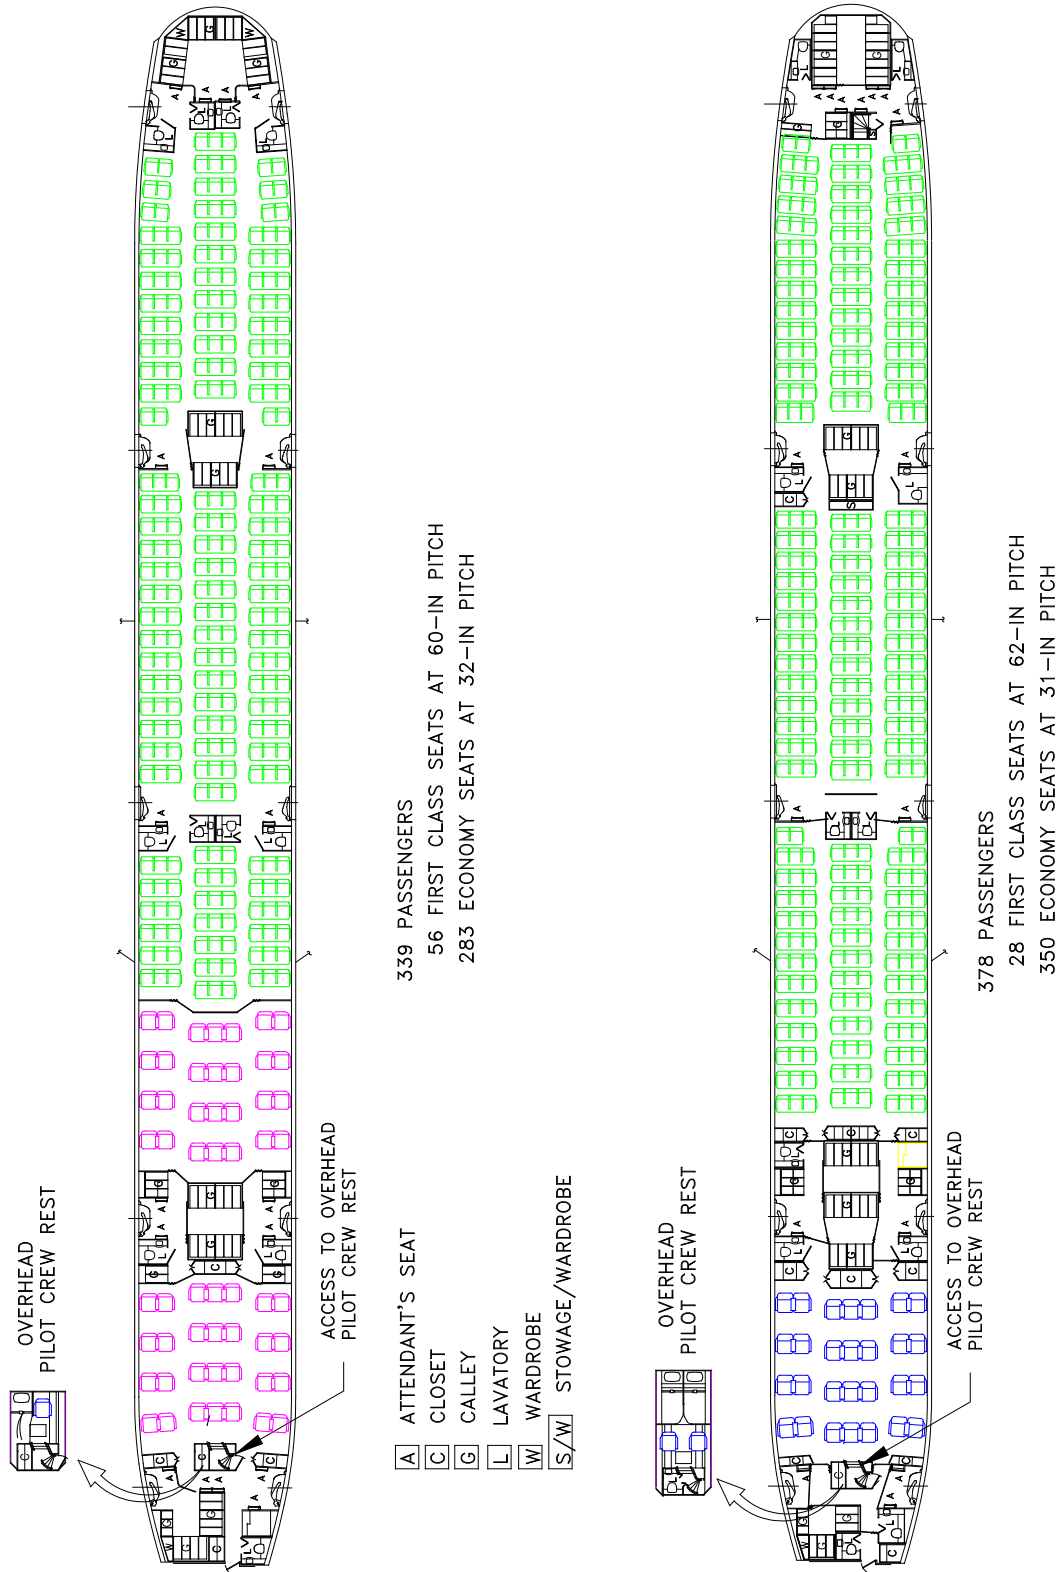 OVERHEAD
PILOT CREW REST
ACCESS TO OVERHEAD
PILOT CREW REST
339 PASSENGERS
56 FIRST CLASS SEATS AT 60-IN PITCH
283 ECONOMY SEATS AT 32-IN PITCH
A ATTENDANT'S SEAT
C CLOSET
G CALLEY
L LAVATORY
W WARDROBE
S/W STOWAGE/WARDROBE
OVERHEAD
PILOT CREW REST
ACCESS TO OVERHEAD
PILOT CREW REST
378 PASSENGERS
28 FIRST CLASS SEATS AT 62-IN PITCH
350 ECONOMY SEATS AT 31-IN PITCH